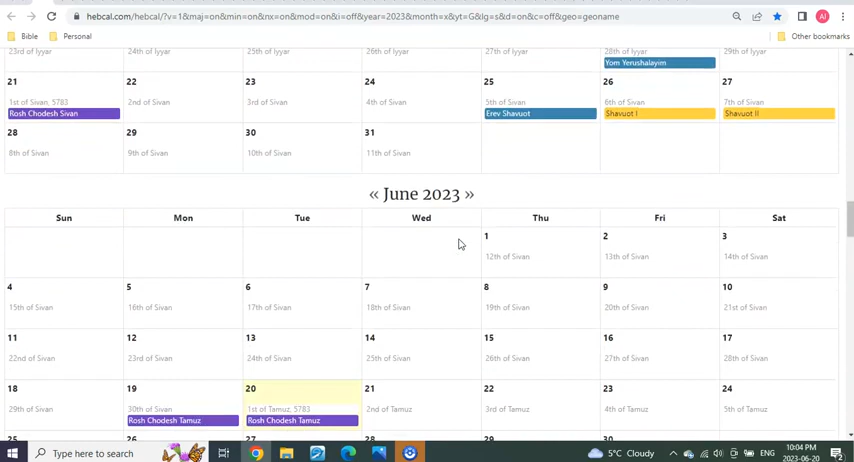 hebcal.com/hebcal/?v=1&maj=on&min=on&nx=on&mod=on&i=off&year=2023&month=x&yt=G&lg=s&d=on&c=off&geo=geoname
AI
Bible Personal Other bookmarks
23rd of Iyyar 24th of Iyyar 25th of Iyyar 26th of Iyyar 28th of Iyyar 29th of Iyyar
Yom Yerushalayim
21 22 23 24 25 26 27
1st of Sivan, 5783 2nd of Sivan 3rd of Sivan 4th of Sivan 5th of Sivan 6th of Sivan 7th of Sivan
Rosh Chodesh Sivan Erev Shavuot Shavuot I Shavuot II
28 29 30 31
8th of Sivan 9th of Sivan 10th of Sivan 11th of Sivan
« June 2023 »
Sun Mon Tue Wed Thu Fri Sat
1 2 3
12th of Sivan 13th of Sivan 14th of Sivan
4 5 6 7 8 9 10
15th of Sivan 16th of Sivan 17th of Sivan 18th of Sivan 19th of Sivan 20th of Sivan 21st of Sivan
11 12 13 14 15 16 17
22nd of Sivan 23rd of Sivan 24th of Sivan 25th of Sivan 26th of Sivan 27th of Sivan 28th of Sivan
18 19 20 21 22 23 24
29th of Sivan 30th of Sivan 1st of Tamuz, 5783 2nd of Tamuz 3rd of Tamuz 4th of Tamuz 5th of Tamuz
Rosh Chodesh Tamuz Rosh Chodesh Tamuz
25 26 27 28 29 30
Type here to search 5°C Cloudy ENG 10:04 PM
2023-06-20 2